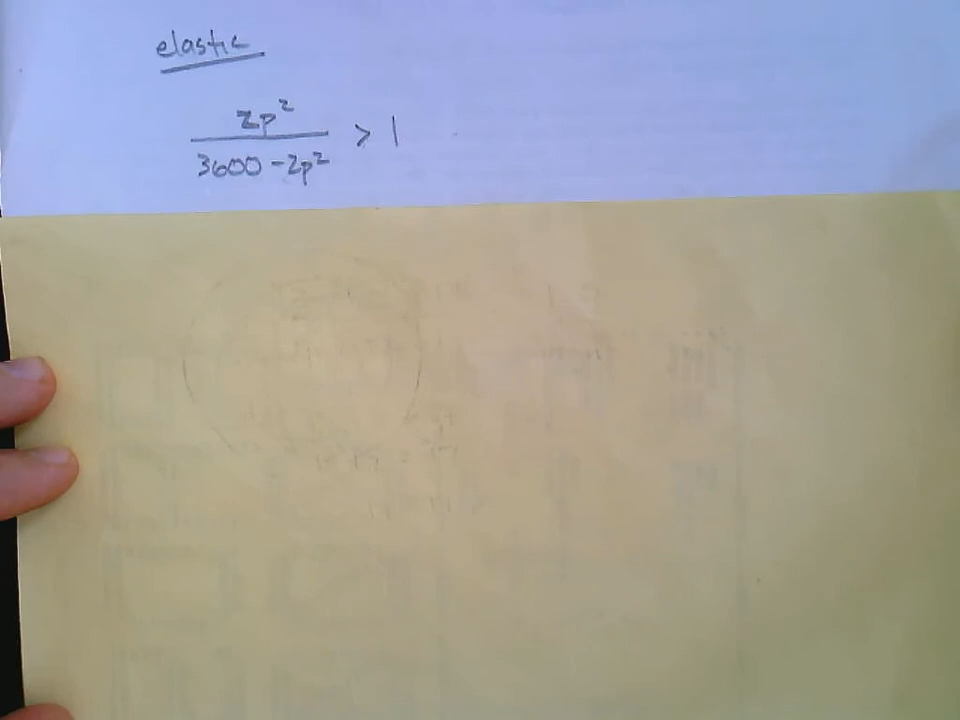 elastic
2p²
3600 - 2p²
> 1